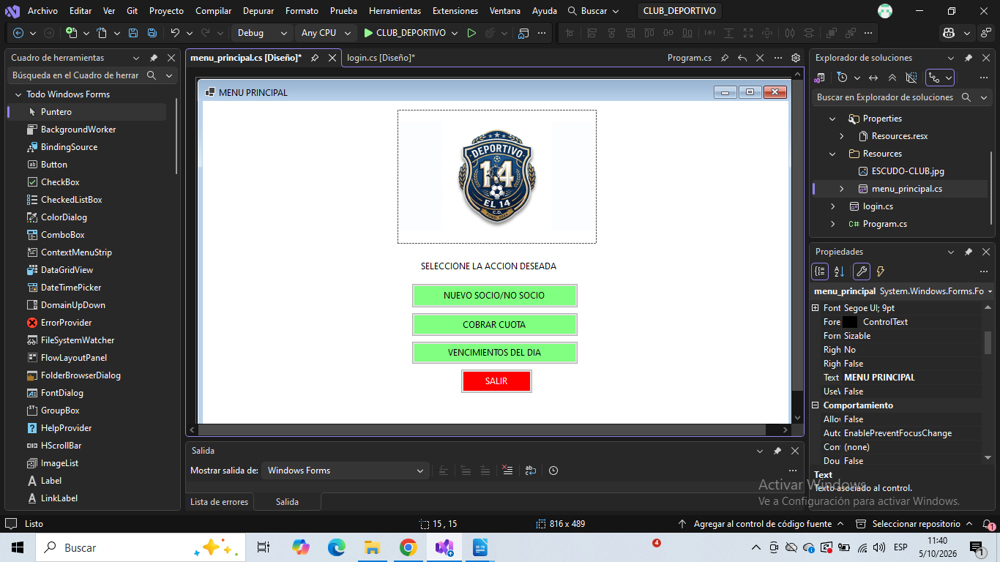 Archivo Editar Ver Git Proyecto Compilar Depurar Formato Prueba Herramientas Extensiones Ventana Ayuda Buscar CLUB_DEPORTIVO
Debug Any CPU CLUB_DEPORTIVO
Cuadro de herramientas
Búsqueda en el Cuadro de herrar
Todo Windows Forms
Puntero
BackgroundWorker
BindingSource
Button
CheckBox
CheckedListBox
ColorDialog
ComboBox
ContextMenuStrip
DataGridView
DateTimePicker
DomainUpDown
ErrorProvider
FileSystemWatcher
FlowLayoutPanel
FolderBrowserDialog
FontDialog
GroupBox
HelpProvider
HScrollBar
ImageList
Label
LinkLabel
menu_principal.cs [Diseño]* login.cs [Diseño]* Program.cs
MENU PRINCIPAL
DEPORTIVO
14
EL 14
C.D.
SELECCIONE LA ACCION DESEADA
NUEVO SOCIO/NO SOCIO
COBRAR CUOTA
VENCIMIENTOS DEL DIA
SALIR
Salida
Mostrar salida de: Windows Forms
Lista de errores Salida
Explorador de soluciones
Buscar en Explorador de soluciones
Properties
Resources.resx
Resources
ESCUDO-CLUB.jpg
menu_principal.cs
login.cs
C# Program.cs
Propiedades
menu_principal System.Windows.Forms.Fo
Font Segoe UI; 9pt
Fore ControlText
Forn Sizable
Righ No
Righ False
Text MENU PRINCIPAL
UseV False
Comportamiento
Allov False
Auto EnablePreventFocusChange
Con (none)
Dou False
Text
Texto asociado al control.
Activar Windows
Ve a Configuración para activar Windows.
Listo 15 , 15 816 x 489 Agregar al control de código fuente Seleccionar repositorio 1
Buscar 4 ESP 11:40
5/10/2026 1